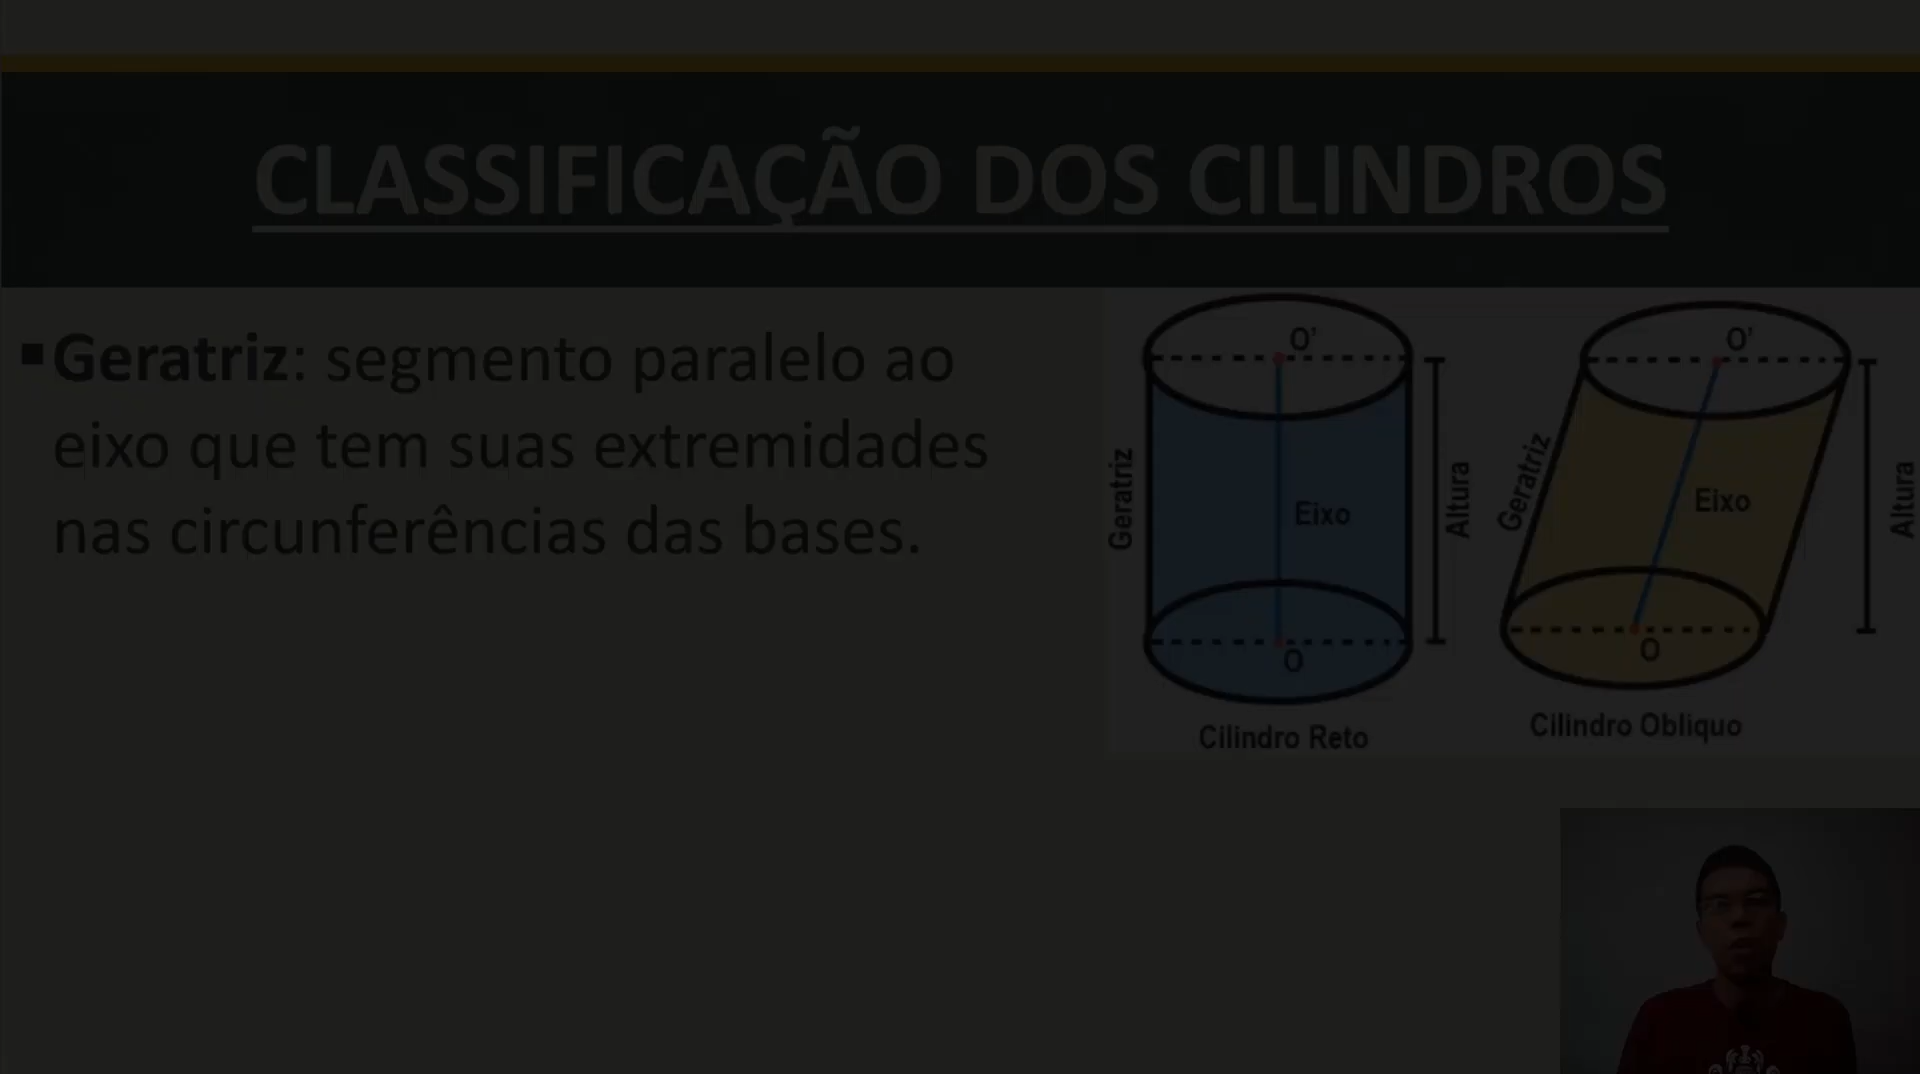 CLASSIFICAÇÃO DOS CILINDROS
▪Geratriz: segmento paralelo ao
eixo que tem suas extremidades
nas circunferências das bases.
O'
Geratriz
Eixo
Altura
O
Cilindro Reto
O'
Geratriz
Eixo
Altura
O
Cilindro Oblíquo